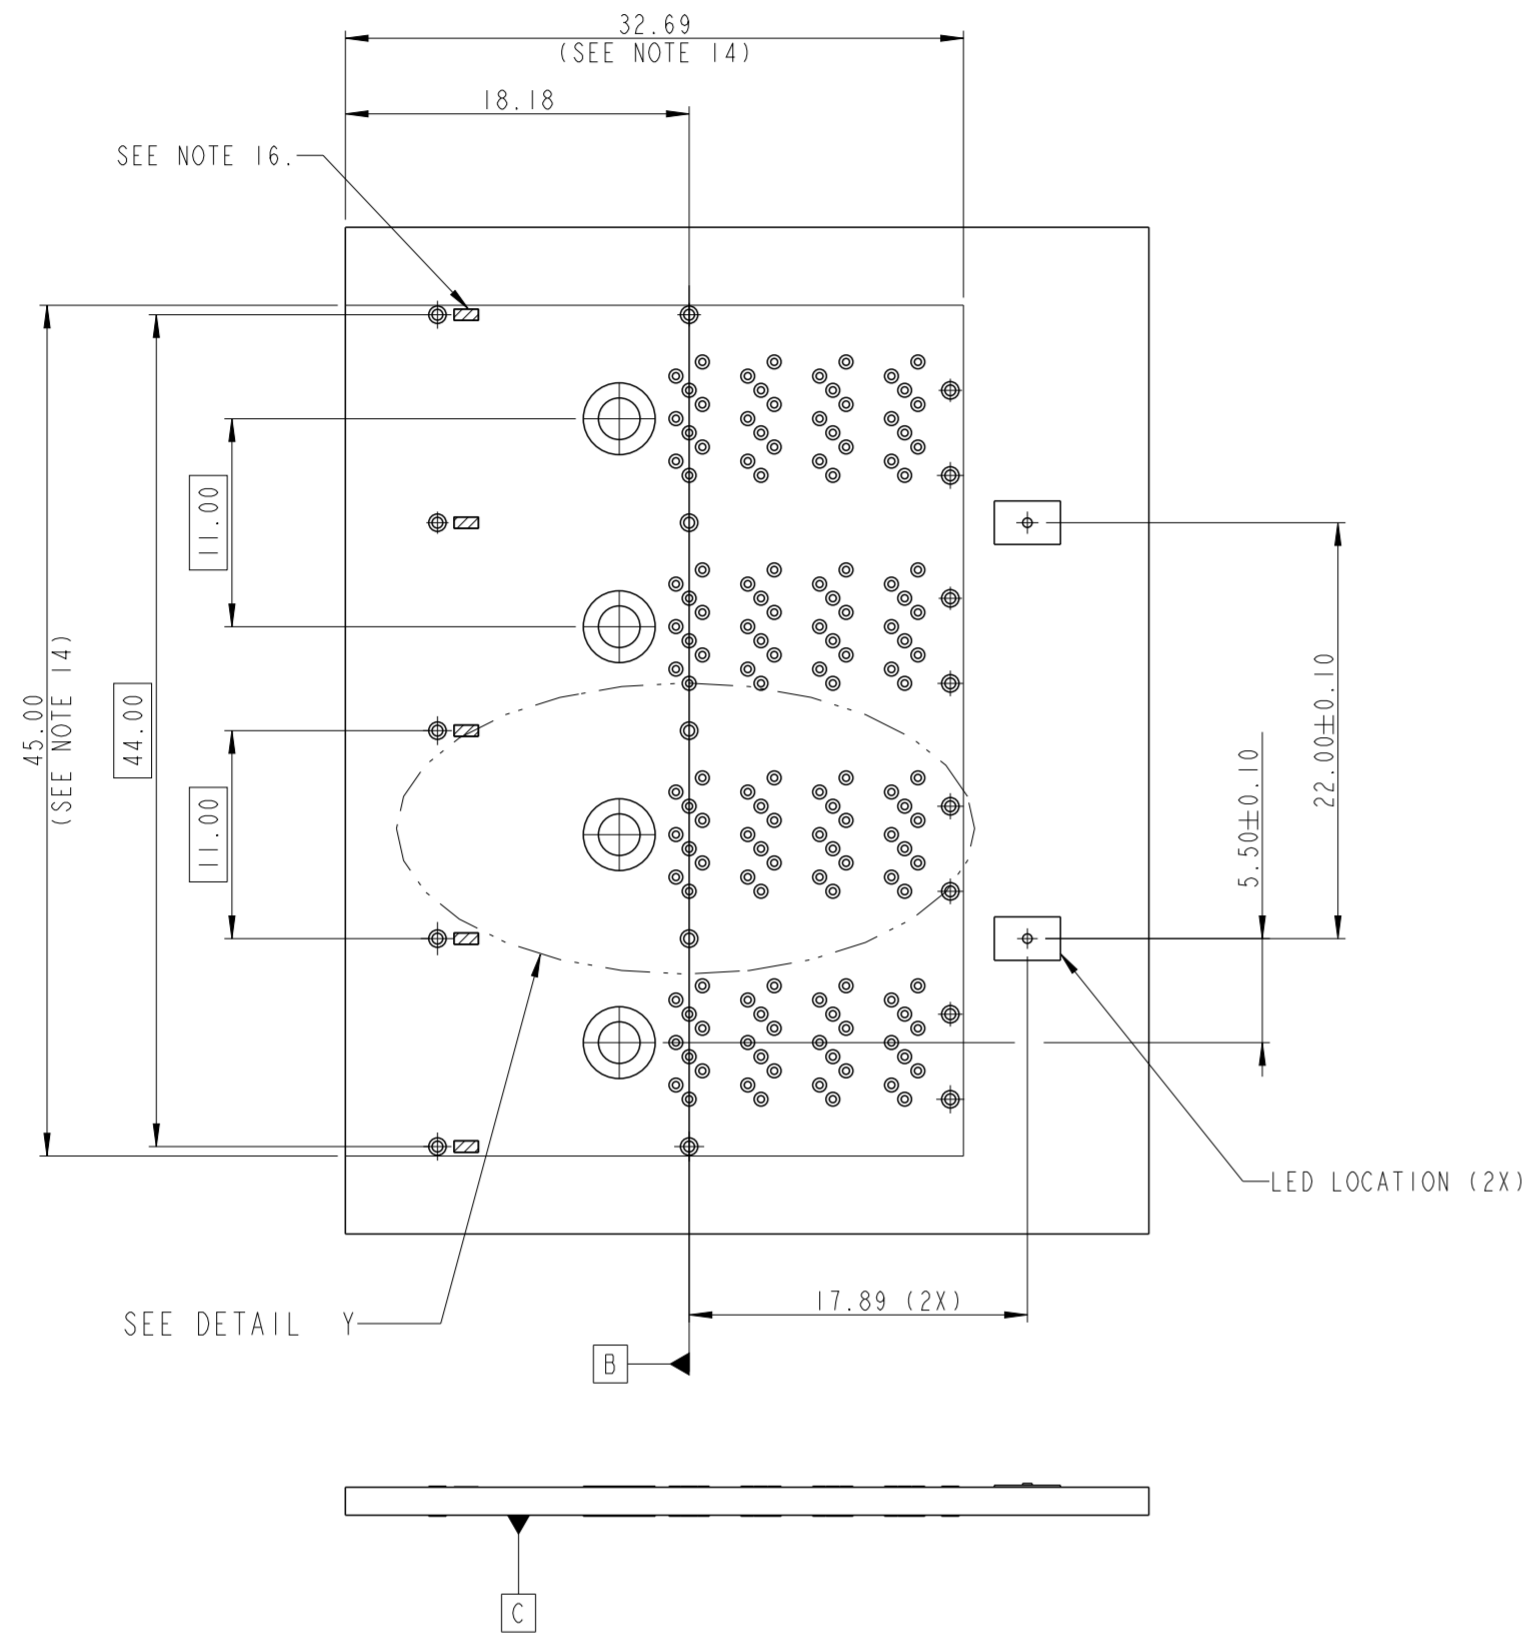 32.69
(SEE NOTE 14)
18.18
SEE NOTE 16.
11.00
45.00
(SEE NOTE 14)
44.00
11.00
22.00±0.10
5.50±0.10
LED LOCATION (2X)
17.89 (2X)
SEE DETAIL Y
B
C